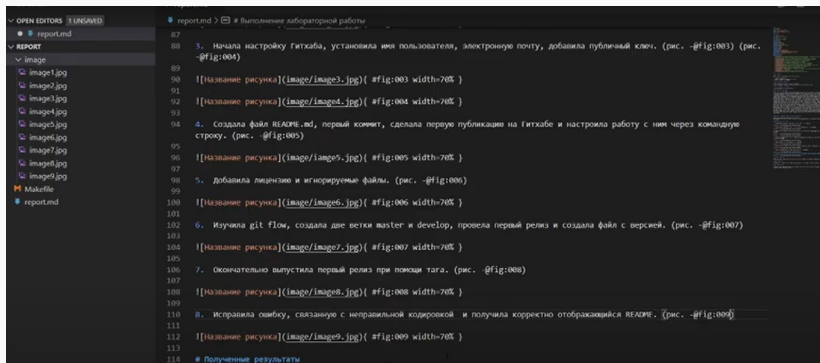 OPEN EDITORS 1 UNSAVED
report.md
REPORT
image
image1.jpg
image2.jpg
image3.jpg
image4.jpg
image5.jpg
image6.jpg
image7.jpg
image8.jpg
image9.jpg
Makefile
report.md
report.md > # Выполнение лабораторной работы
87
88 3. Начала настройку Гитхаба, установила имя пользователя, электронную почту, добавила публичный ключ. (рис. -@fig:003) (рис.
-@fig:004)
89
90 ![Название рисунка](image/image3.jpg){ #fig:003 width=70% }
91
92 ![Название рисунка](image/image4.jpg){ #fig:004 width=70% }
93
94 4. Создала файл README.md, первый коммит, сделала первую публикацию на Гитхабе и настроила работу с ним через командную
строку. (рис. -@fig:005)
95
96 ![Название рисунка](image/iamge5.jpg){ #fig:005 width=70% }
97
98 5. Добавила лицензию и игнорируемые файлы. (рис. -@fig:006)
99
100 ![Название рисунка](image/image6.jpg){ #fig:006 width=70% }
101
102 6. Изучила git flow, создала две ветки master и develop, провела первый релиз и создала файл с версией. (рис. -@fig:007)
103
104 ![Название рисунка](image/image7.jpg){ #fig:007 width=70% }
105
106 7. Окончательно выпустила первый релиз при помощи тага. (рис. -@fig:008)
107
108 ![Название рисунка](image/image8.jpg){ #fig:008 width=70% }
109
110 8. Исправила ошибку, связанную с неправильной кодировкой и получила корректно отображающийся README. (рис. -@fig:009)
111
112 ![Название рисунка](image/image9.jpg){ #fig:009 width=70% }
113
114 # Полученные результаты